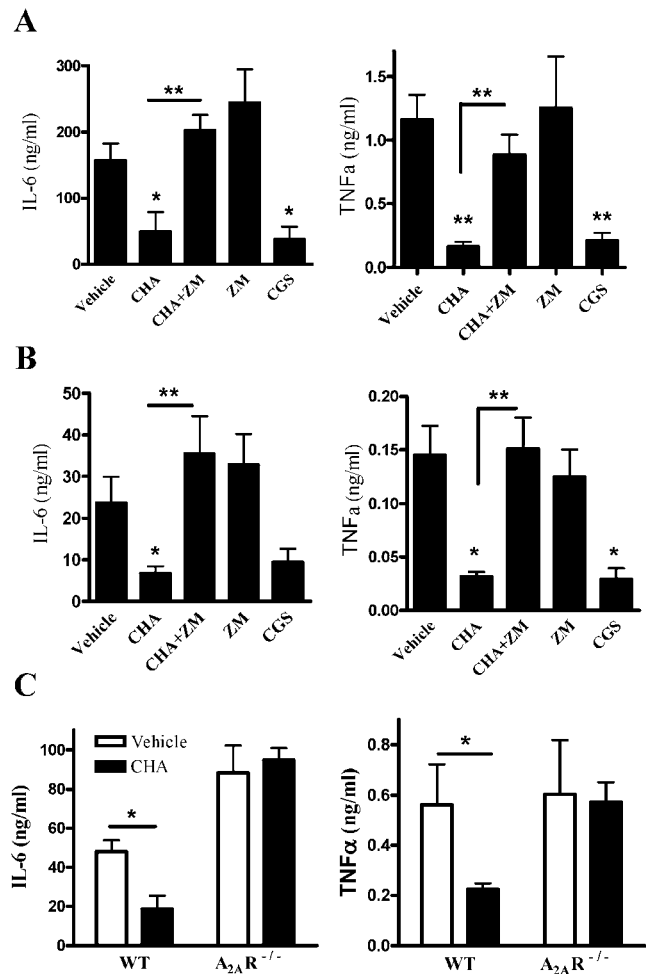 A
IL-6 (ng/ml)
300
200
100
0
**
*
*
Vehicle
CHA
CHA+ZM
ZM
CGS
TNFa (ng/ml)
1.5
1.0
0.5
0.0
**
**
**
Vehicle
CHA
CHA+ZM
ZM
CGS
B
IL-6 (ng/ml)
50
40
30
20
10
0
**
*
Vehicle
CHA
CHA+ZM
ZM
CGS
TNFa (ng/ml)
0.20
0.15
0.10
0.05
0.00
**
*
*
Vehicle
CHA
CHA+ZM
ZM
CGS
C
IL-6 (ng/ml)
100
80
60
40
20
0
Vehicle
CHA
*
WT
A2AR-/-
TNFα (ng/ml)
0.8
0.6
0.4
0.2
0.0
*
WT
A2AR-/-